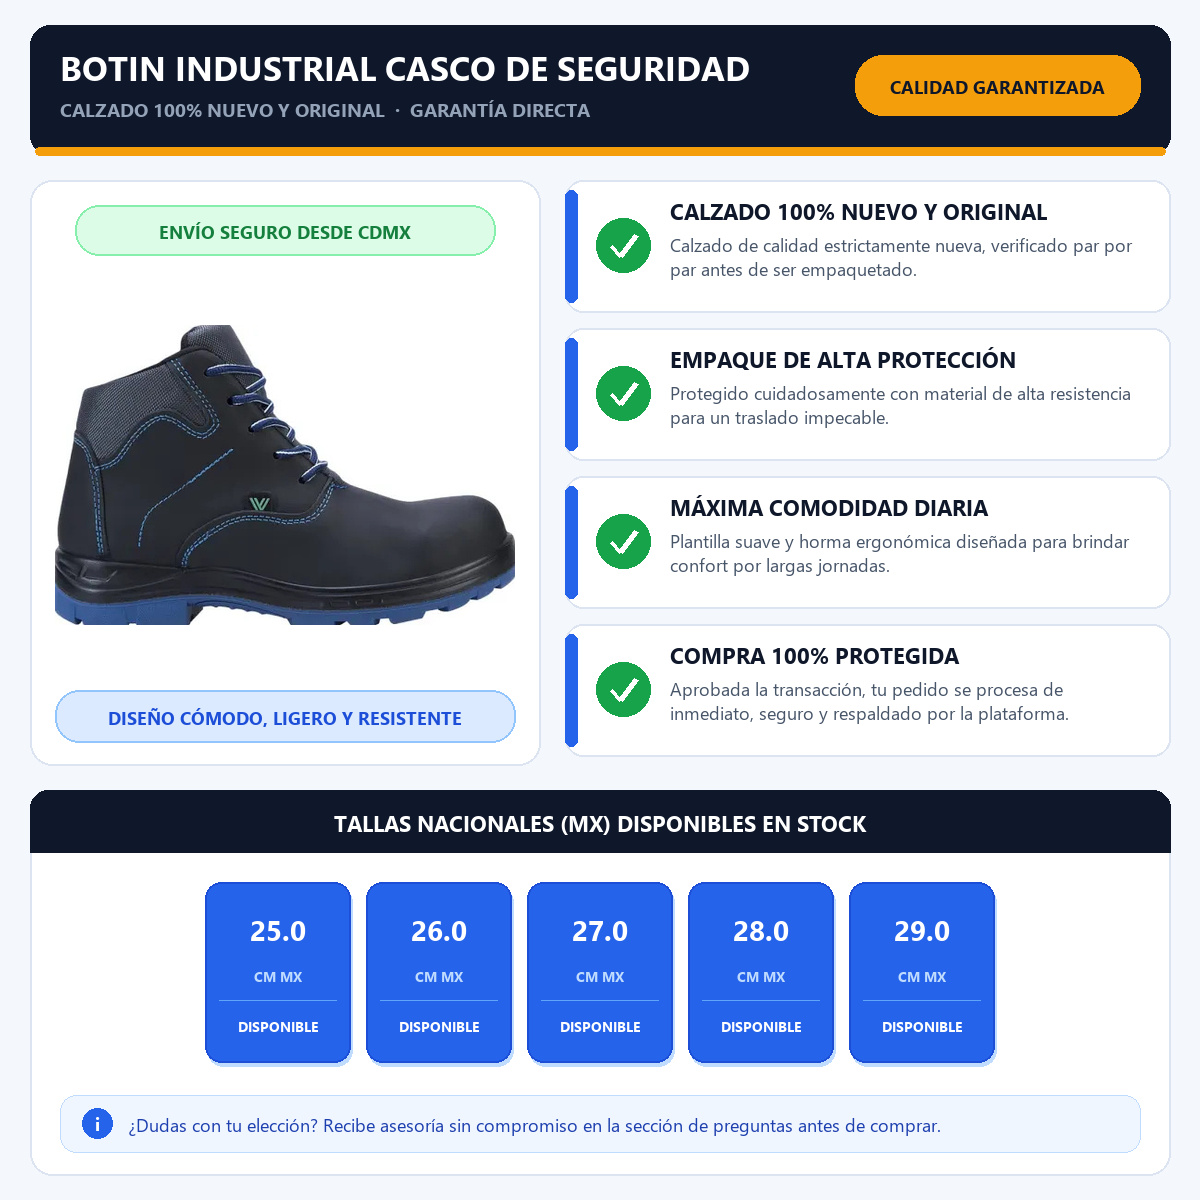 BOTIN INDUSTRIAL CASCO DE SEGURIDAD
CALZADO 100% NUEVO Y ORIGINAL · GARANTÍA DIRECTA
CALIDAD GARANTIZADA
ENVÍO SEGURO DESDE CDMX
DISEÑO CÓMODO, LIGERO Y RESISTENTE
CALZADO 100% NUEVO Y ORIGINAL
Calzado de calidad estrictamente nueva, verificado par por
par antes de ser empaquetado.
EMPAQUE DE ALTA PROTECCIÓN
Protegido cuidadosamente con material de alta resistencia
para un traslado impecable.
MÁXIMA COMODIDAD DIARIA
Plantilla suave y horma ergonómica diseñada para brindar
confort por largas jornadas.
COMPRA 100% PROTEGIDA
Aprobada la transacción, tu pedido se procesa de
inmediato, seguro y respaldado por la plataforma.
TALLAS NACIONALES (MX) DISPONIBLES EN STOCK
25.0
CM MX
DISPONIBLE
26.0
CM MX
DISPONIBLE
27.0
CM MX
DISPONIBLE
28.0
CM MX
DISPONIBLE
29.0
CM MX
DISPONIBLE
¿Dudas con tu elección? Recibe asesoría sin compromiso en la sección de preguntas antes de comprar.